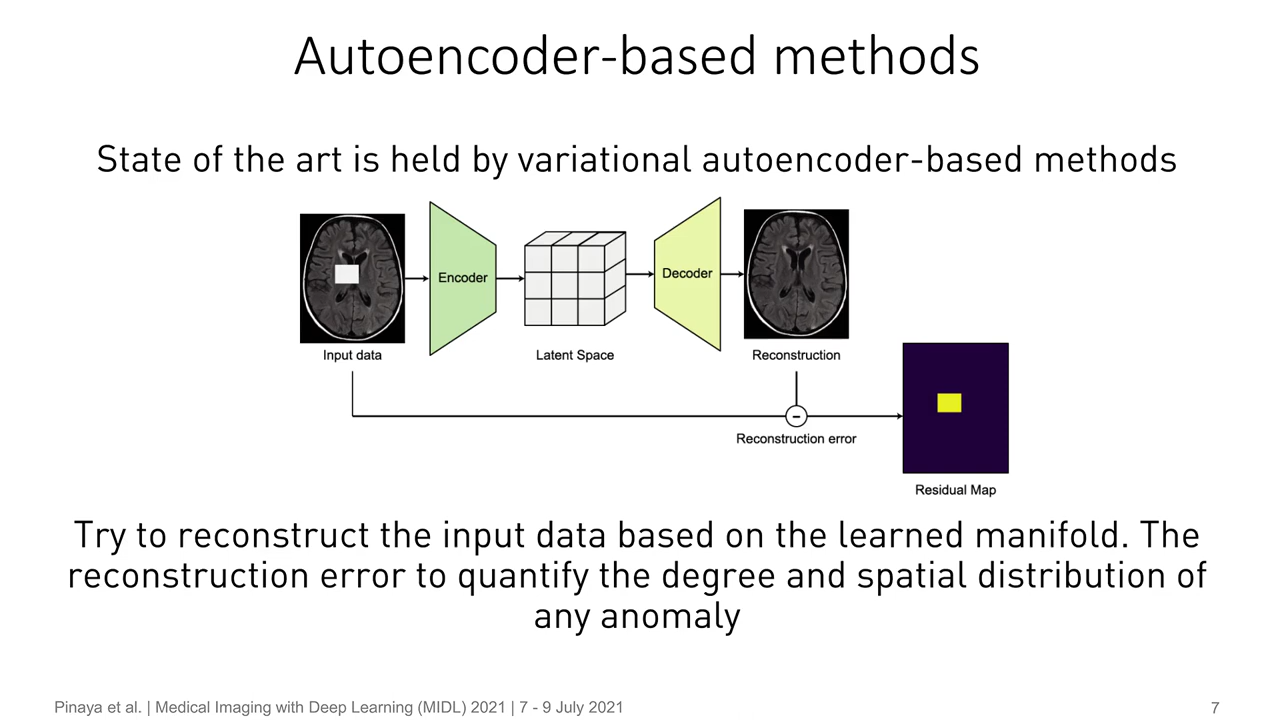 Autoencoder-based methods
State of the art is held by variational autoencoder-based methods
Encoder
Decoder
Input data
Latent Space
Reconstruction
-
Reconstruction error
Residual Map
Try to reconstruct the input data based on the learned manifold. The
reconstruction error to quantify the degree and spatial distribution of
any anomaly
Pinaya et al. | Medical Imaging with Deep Learning (MIDL) 2021 | 7 - 9 July 2021
7